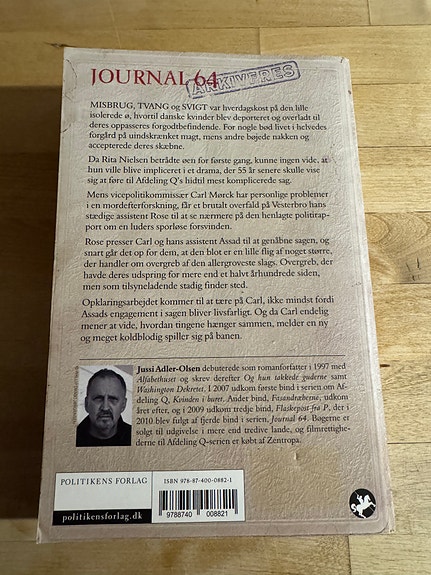 JOURNAL 64
ARKIVERES
MISBRUG, TVANG og SVIGT var hverdagskost på den lille
isolerede ø, hvortil danske kvinder blev deporteret og overladt til
deres oppasseres forgodtbefindende. For nogle bød livet i helvedes
forgård på uindskrænket magt, mens andre bøjede nakken og
accepterede deres skæbne.
Da Rita Nielsen betrådte øen for første gang, kunne ingen vide, at
hun ville blive impliceret i et drama, der 55 år senere skulle vise
sig at føre til Afdeling Q's hidtil mest komplicerede sag.
Mens vicepolitikommissær Carl Mørck har personlige problemer
i en mordefterforskning, får et brutalt overfald på Vesterbro hans
stædige assistent Rose til at se nærmere på den henlagte politirap-
port om en luders sporløse forsvinden.
Rose presser Carl og hans assistent Assad til at genåbne sagen, og
snart går det op for dem, at den blot er en lille flig af noget større,
der handler om overgreb af den allergroveste slags. Overgreb, der
havde deres udspring for mere end et halvt århundrede siden,
men som tilsyneladende stadig finder sted.
Opklaringsarbejdet kommer til at tære på Carl, ikke mindst fordi
Assads engagement i sagen bliver livsfarligt. Og da Carl endelig
mener at vide, hvordan tingene hænger sammen, melder en ny
og meget koldblodig spiller sig på banen.
Jussi Adler-Olsen debuterede som romanforfatter i 1997 med
Alfabethuset og skrev derefter Og hun takkede guderne samt
Washington Dekretet. I 2007 udkom første bind i serien om Af-
deling Q, Kvinden i buret. Andet bind, Fasandræberne, udkom
året efter, og i 2009 udkom tredje bind, Flaskepost fra P, der i
2010 blev fulgt af fjerde bind i serien, Journal 64. Bøgerne er
solgt til udgivelse i mere end tredive lande, og filmrettighe-
derne til Afdeling Q-serien er købt af Zentropa.
POLITIKENS FORLAG
politikensforlag.dk
ISBN 978-87-400-0882-1
9788740 008821